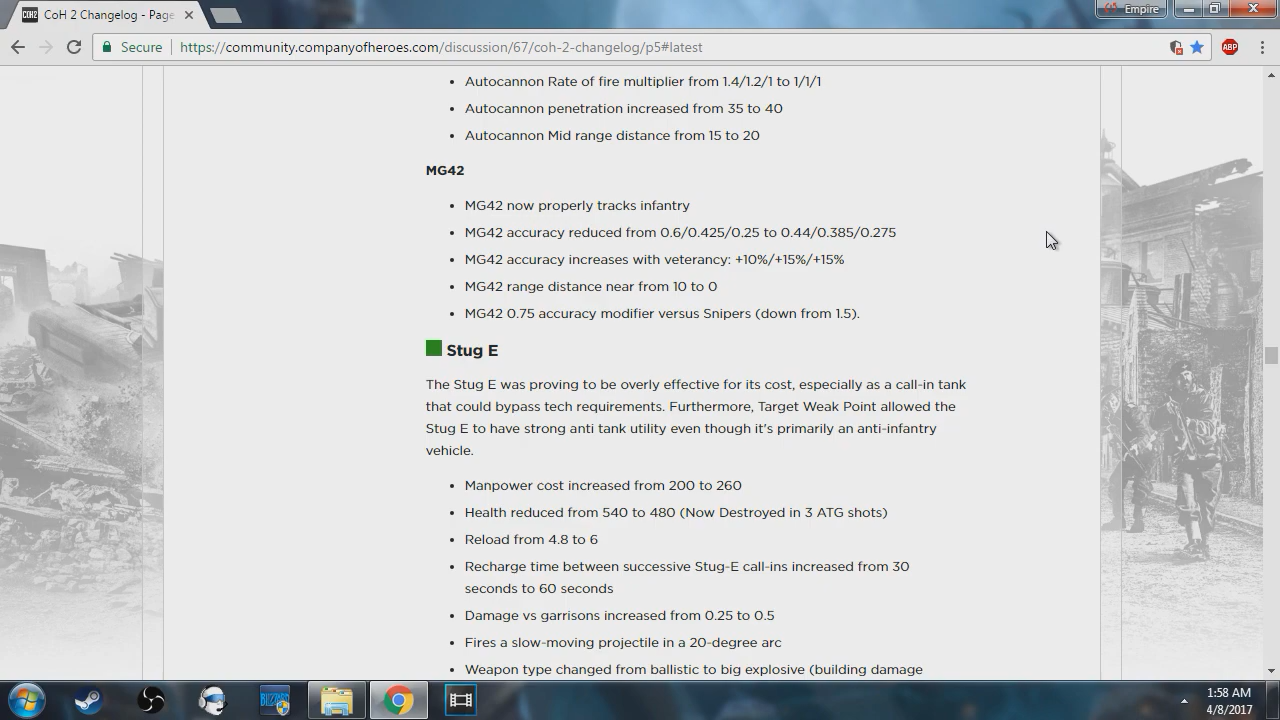 CoH 2 Changelog - Page
Empire
Secure
https://community.companyofheroes.com/discussion/67/coh-2-changelog/p5#latest
ABP
Autocannon Rate of fire multiplier from 1.4/1.2/1 to 1/1/1
Autocannon penetration increased from 35 to 40
Autocannon Mid range distance from 15 to 20
MG42
MG42 now properly tracks infantry
MG42 accuracy reduced from 0.6/0.425/0.25 to 0.44/0.385/0.275
MG42 accuracy increases with veterancy: +10%/+15%/+15%
MG42 range distance near from 10 to 0
MG42 0.75 accuracy modifier versus Snipers (down from 1.5).
Stug E
The Stug E was proving to be overly effective for its cost, especially as a call-in tank
that could bypass tech requirements. Furthermore, Target Weak Point allowed the
Stug E to have strong anti tank utility even though it's primarily an anti-infantry
vehicle.
Manpower cost increased from 200 to 260
Health reduced from 540 to 480 (Now Destroyed in 3 ATG shots)
Reload from 4.8 to 6
Recharge time between successive Stug-E call-ins increased from 30
seconds to 60 seconds
Damage vs garrisons increased from 0.25 to 0.5
Fires a slow-moving projectile in a 20-degree arc
Weapon type changed from ballistic to big explosive (building damage
1:58 AM
4/8/2017